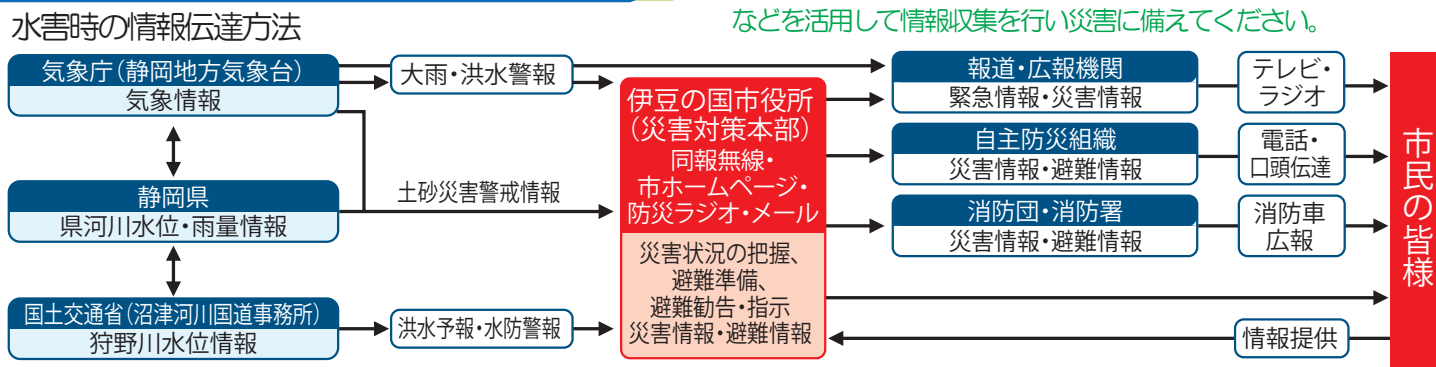 水害時の情報伝達方法
などを活用して情報収集を行い災害に備えてください。
気象庁(静岡地方気象台)
気象情報
大雨・洪水警報
静岡県
県河川水位・雨量情報
土砂災害警戒情報
国土交通省(沼津河川国道事務所)
狩野川水位情報
洪水予報・水防警報
伊豆の国市役所
(災害対策本部)
同報無線・
市ホームページ・
防災ラジオ・メール
災害状況の把握、
避難準備、
避難勧告・指示
災害情報・避難情報
報道・広報機関
緊急情報・災害情報
テレビ・
ラジオ
自主防災組織
災害情報・避難情報
電話・
口頭伝達
消防団・消防署
災害情報・避難情報
消防車
広報
情報提供
市民の皆様